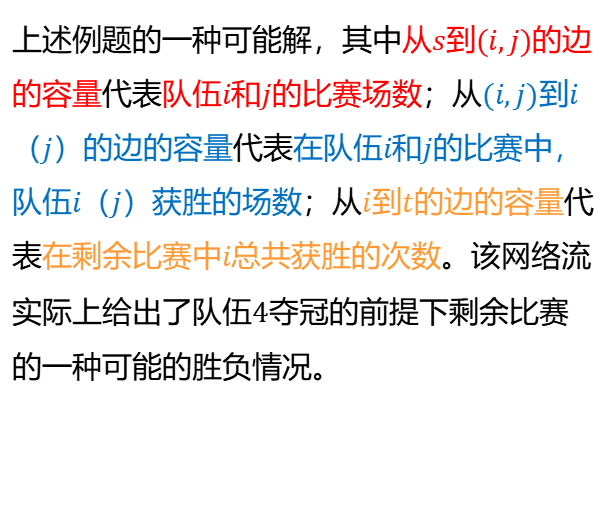 上述例题的一种可能解，其中从s到(i,j)的边
的容量代表队伍i和j的比赛场数；从(i,j)到i
（j）的边的容量代表在队伍i和j的比赛中，
队伍i（j）获胜的场数；从i到t的边的容量代
表在剩余比赛中i总共获胜的次数。该网络流
实际上给出了队伍4夺冠的前提下剩余比赛
的一种可能的胜负情况。